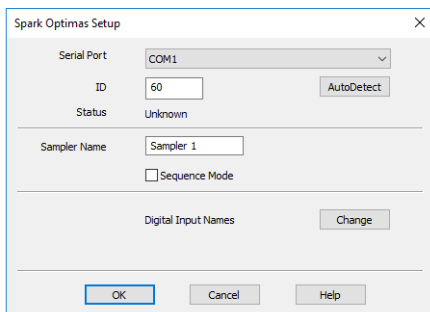 Spark Optimas Setup
Serial Port COM1
ID 60 AutoDetect
Status Unknown
Sampler Name Sampler 1
Sequence Mode
Digital Input Names Change
OK Cancel Help